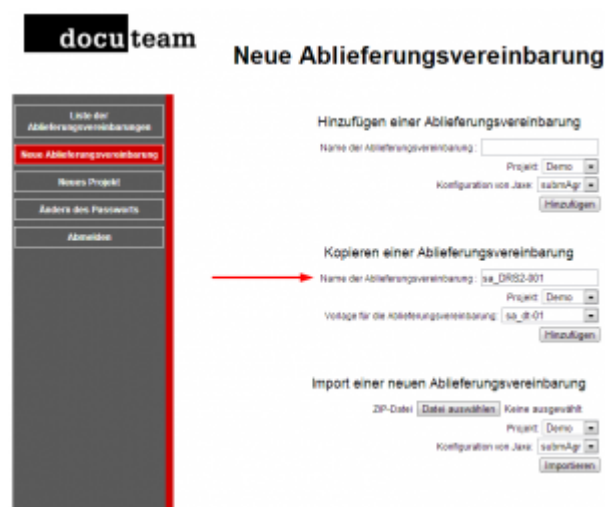 docuteam
Neue Ablieferungsvereinbarung
Liste der
Ablieferungsvereinbarungen
Neue Ablieferungsvereinbarung
Neues Projekt
Ändern des Passworts
Abmelden
Hinzufügen einer Ablieferungsvereinbarung
Name der Ablieferungsvereinbarung:
Projekt: Demo
Konfiguration von Jaxe: submAgr
Hinzufügen
Kopieren einer Ablieferungsvereinbarung
Name der Ablieferungsvereinbarung: sa_DRS2-001
Projekt: Demo
Vorlage für die Ablieferungsvereinbarung: sa_dt-01
Hinzufügen
Import einer neuen Ablieferungsvereinbarung
ZIP-Datei: Datei auswählen Keine ausgewählt
Projekt: Demo
Konfiguration von Jaxe: submAgr
Importieren